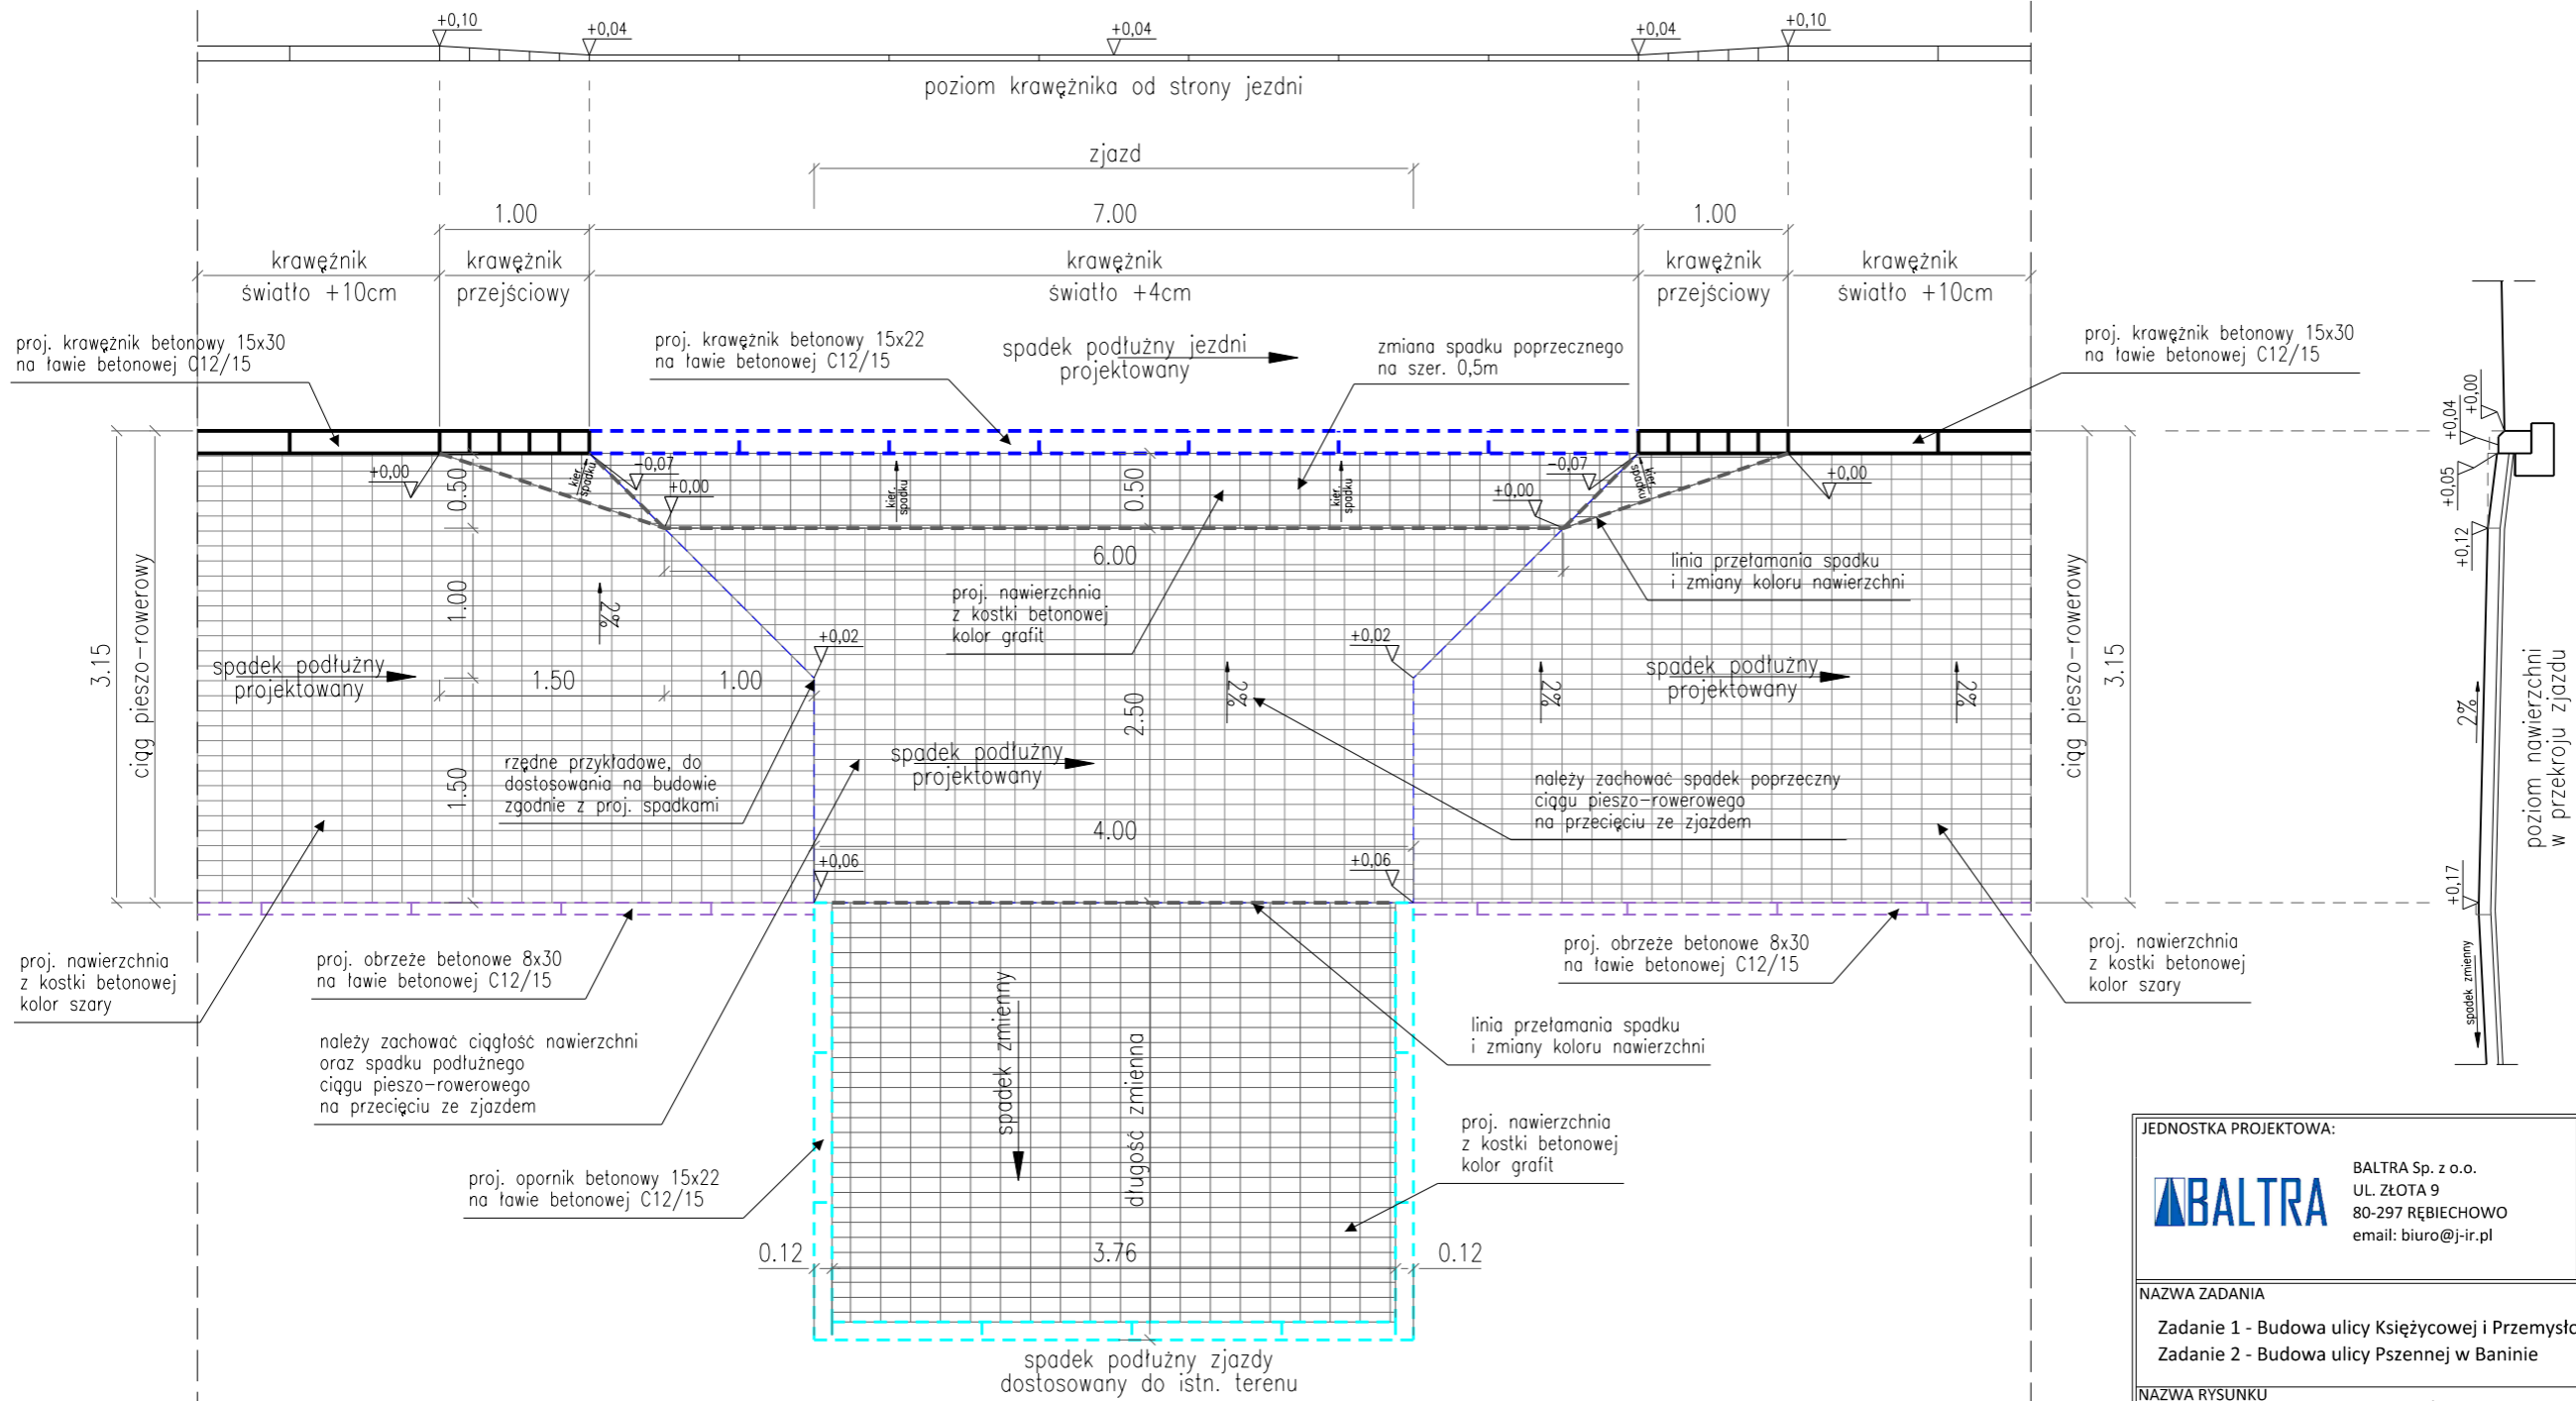 +0,10
+0,04
+0,04
+0,04
+0,10
poziom krawężnika od strony jezdni
zjazd
1.00
7.00
1.00
krawężnik
światło +10cm
krawężnik
przejściowy
krawężnik
światło +4cm
krawężnik
przejściowy
krawężnik
światło +10cm
proj. krawężnik betonowy 15x30
na ławie betonowej C12/15
proj. krawężnik betonowy 15x22
na ławie betonowej C12/15
spadek podłużny jezdni
projektowany
zmiana spadku poprzecznego
na szer. 0,5m
proj. krawężnik betonowy 15x30
na ławie betonowej C12/15
+0,00
0.50
kier.
spadku
-0,07
+0,00
kier.
spadku
0.50
kier.
spadku
+0,00
-0,07
kier.
spadku
+0,00
6.00
linia przełamania spadku
i zmiany koloru nawierzchni
proj. nawierzchnia
z kostki betonowej
kolor grafit
3.15
ciąg pieszo-rowerowy
1.00
2%
+0,02
+0,02
spadek podłużny
projektowany
1.50
1.00
2.50
2%
2%
spadek podłużny
projektowany
2%
ciąg pieszo-rowerowy
3.15
1.50
rzędne przykładowe, do
dostosowania na budowie
zgodnie z proj. spadkami
spadek podłużny
projektowany
należy zachować spadek poprzeczny
ciągu pieszo-rowerowego
na przecięciu ze zjazdem
4.00
+0,06
+0,06
proj. nawierzchnia
z kostki betonowej
kolor szary
proj. obrzeże betonowe 8x30
na ławie betonowej C12/15
należy zachować ciągłość nawierzchni
oraz spadku podłużnego
ciągu pieszo-rowerowego
na przecięciu ze zjazdem
proj. opornik betonowy 15x22
na ławie betonowej C12/15
spadek zmienny
długość zmienna
proj. obrzeże betonowe 8x30
na ławie betonowej C12/15
proj. nawierzchnia
z kostki betonowej
kolor szary
linia przełamania spadku
i zmiany koloru nawierzchni
proj. nawierzchnia
z kostki betonowej
kolor grafit
0.12
3.76
0.12
spadek podłużny zjazdy
dostosowany do istn. terenu
+0,00
+0,04
+0,05
+0,12
2%
+0,17
spadek zmienny
poziom nawierzchni
w przekroju zjazdu
JEDNOSTKA PROJEKTOWA:
BALTRA
BALTRA Sp. z o.o.
UL. ZŁOTA 9
80-297 RĘBIECHOWO
email: biuro@j-ir.pl
NAZWA ZADANIA
Zadanie 1 - Budowa ulicy Księżycowej i Przemysło
Zadanie 2 - Budowa ulicy Pszennej w Baninie
NAZWA RYSUNKU